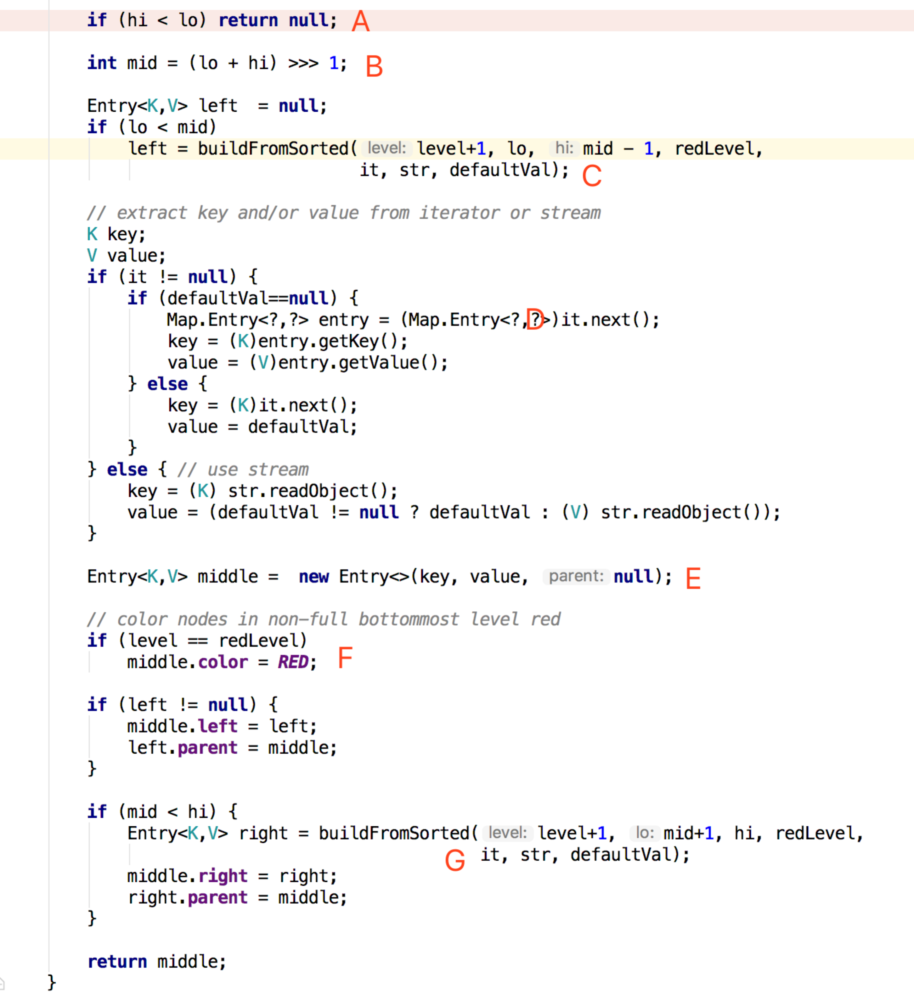 if (hi < lo) return null; A
int mid = (lo + hi) >>> 1; B
Entry<K,V> left  = null;
if (lo < mid)
left = buildFromSorted( level: level+1, lo, hi: mid - 1, redLevel,
it, str, defaultVal); C
// extract key and/or value from iterator or stream
K key;
V value;
if (it != null) {
if (defaultVal==null) {
Map.Entry<?,?> entry = (Map.Entry<?,?>)it.next(); D
key = (K)entry.getKey();
value = (V)entry.getValue();
} else {
key = (K)it.next();
value = defaultVal;
}
} else { // use stream
key = (K) str.readObject();
value = (defaultVal != null ? defaultVal : (V) str.readObject());
}
Entry<K,V> middle =  new Entry<>(key, value, parent: null); E
// color nodes in non-full bottommost level red
if (level == redLevel)
middle.color = RED; F
if (left != null) {
middle.left = left;
left.parent = middle;
}
if (mid < hi) {
Entry<K,V> right = buildFromSorted( level: level+1, lo: mid+1, hi, redLevel,
G it, str, defaultVal);
middle.right = right;
right.parent = middle;
}
return middle;
}